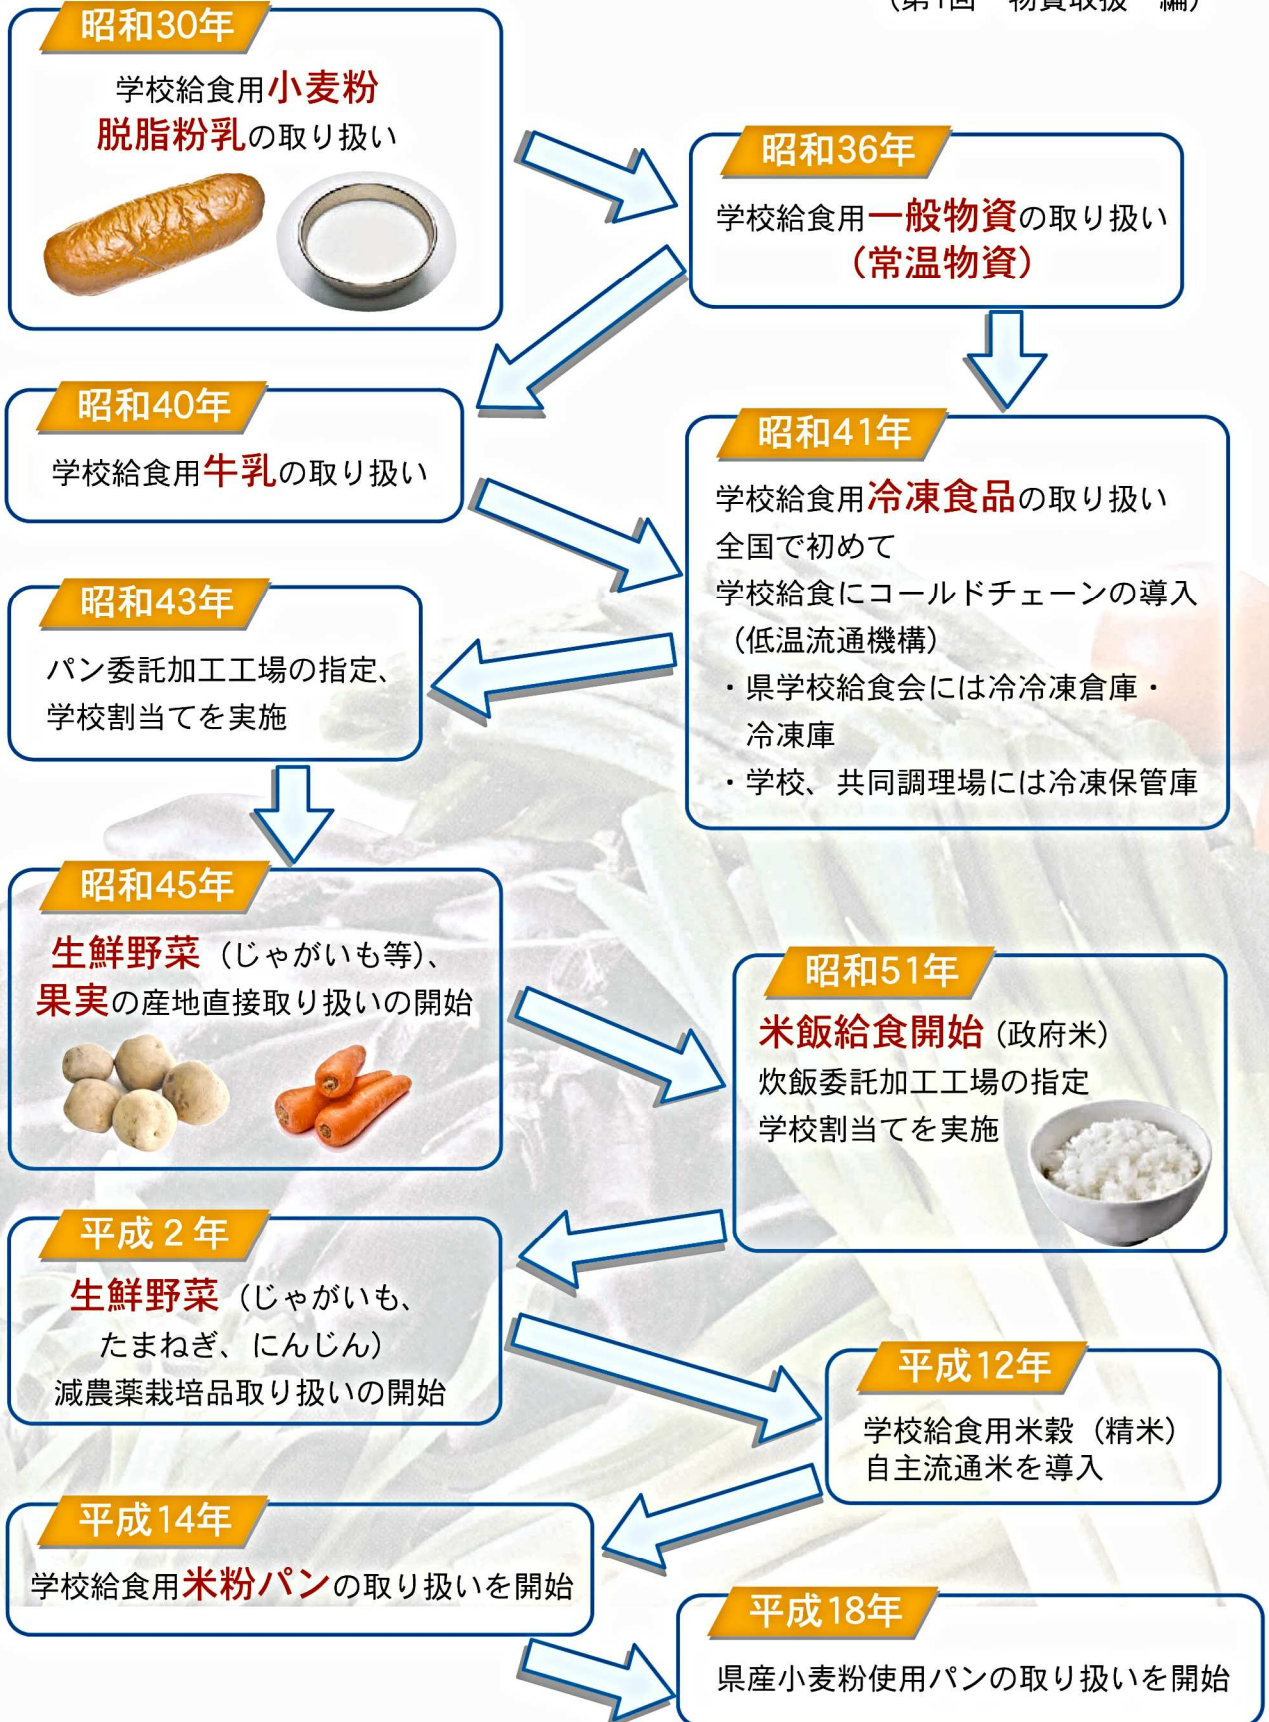 (第1回 物資取扱 編)
昭和30年
学校給食用小麦粉
脱脂粉乳の取り扱い
昭和36年
学校給食用一般物資の取り扱い
(常温物資)
昭和40年
学校給食用牛乳の取り扱い
昭和41年
学校給食用冷凍食品の取り扱い
全国で初めて
学校給食にコールドチェーンの導入
(低温流通機構)
・県学校給食会には冷冷凍倉庫・
冷凍庫
・学校、共同調理場には冷凍保管庫
昭和43年
パン委託加工工場の指定、
学校割当てを実施
昭和45年
生鮮野菜(じゃがいも等)、
果実の産地直接取り扱いの開始
昭和51年
米飯給食開始(政府米)
炊飯委託加工工場の指定
学校割当てを実施
平成2年
生鮮野菜(じゃがいも、
たまねぎ、にんじん)
減農薬栽培品取り扱いの開始
平成12年
学校給食用米穀(精米)
自主流通米を導入
平成14年
学校給食用米粉パンの取り扱いを開始
平成18年
県産小麦粉使用パンの取り扱いを開始